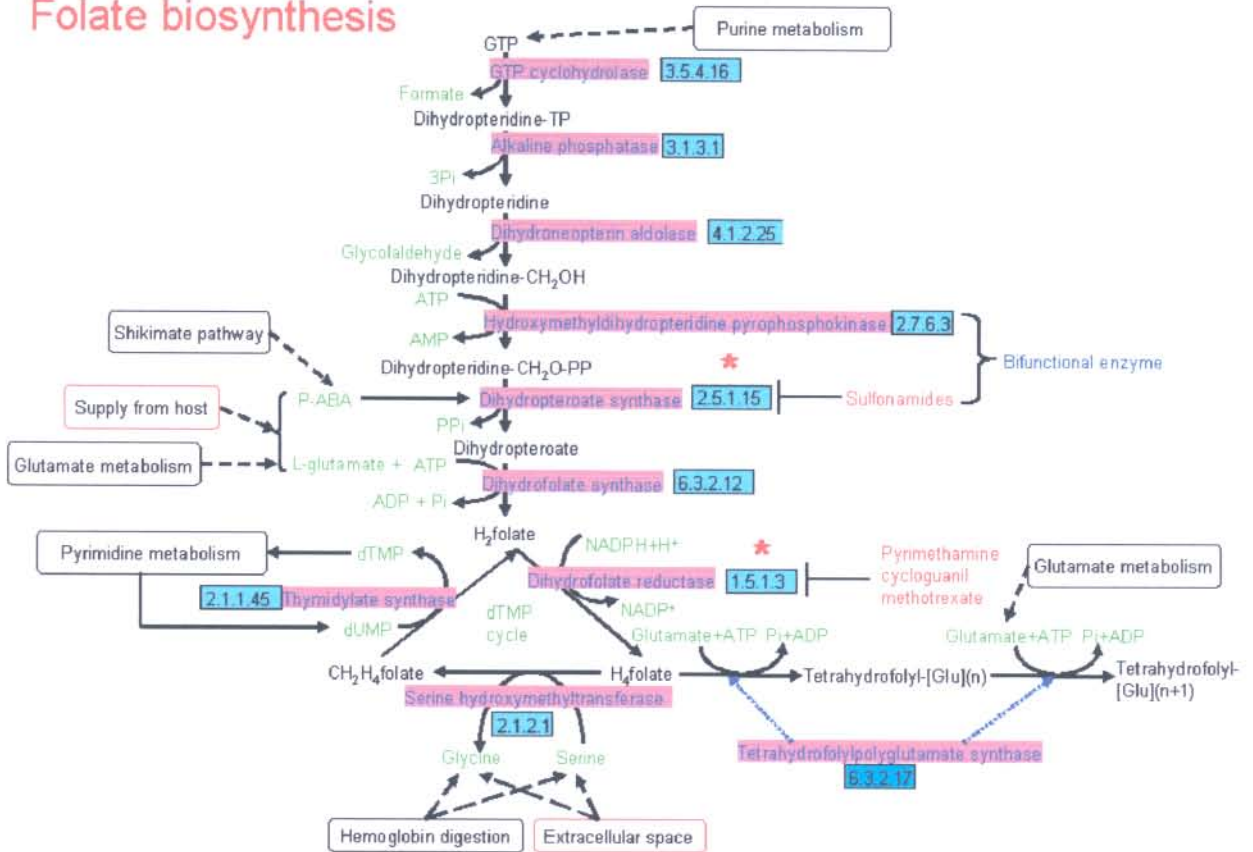 Folate biosynthesis
Purine metabolism
GTP
GTP cyclohydrolase 3.5.4.16
Formate
Dihydropteridine-TP
Alkaline phosphatase 3.1.3.1
3Pi
Dihydropteridine
Dihydroneopterin aldolase 4.1.2.25
Glycolaldehyde
Dihydropteridine-CH₂OH
ATP
Hydroxymethyldihydropteridine pyrophosphokinase 2.7.6.3
AMP
Shikimate pathway
Dihydropteridine-CH₂O-PP
*
Bifunctional enzyme
P-ABA
Dihydropteroate synthase 2.5.1.15
Sulfonamides
Supply from host
PPi
Dihydropteroate
Glutamate metabolism
L-glutamate + ATP
Dihydrofolate synthase 6.3.2.12
ADP + Pi
H₂folate
Pyrimidine metabolism
dTMP
NADPH+H⁺
*
Pyrimethamine
cycloguanil
methotrexate
Glutamate metabolism
Dihydrofolate reductase 1.5.1.3
2.1.1.45 Thymidylate synthase
NADP⁺
dTMP
cycle
dUMP
Glutamate+ATP Pi+ADP
Glutamate+ATP Pi+ADP
CH₂H₄folate
H₄folate
Tetrahydrofolyl-[Glu](n)
Tetrahydrofolyl-
[Glu](n+1)
Serine hydroxymethyltransferase
2.1.2.1
Glycine
Serine
Tetrahydrofolylpolyglutamate synthase
6.3.2.17
Hemoglobin digestion
Extracellular space